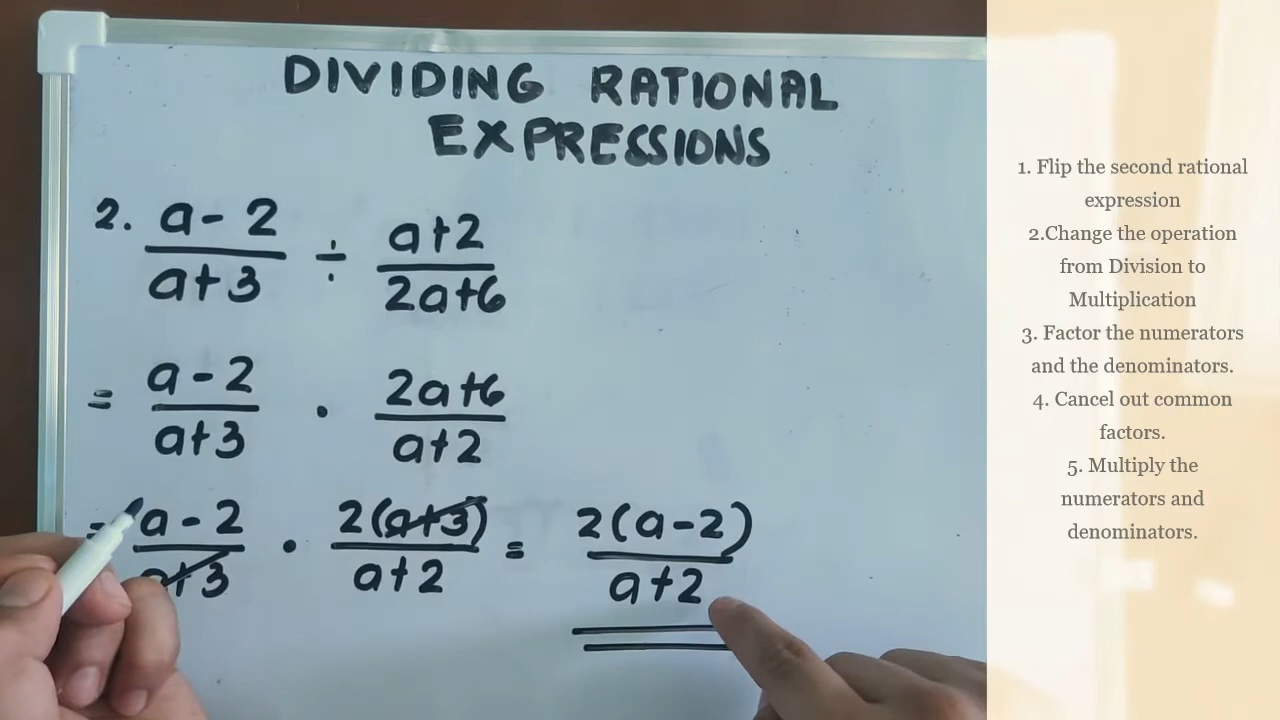 DIVIDING RATIONAL
EXPRESSIONS
2. a - 2 / a + 3 ÷ a + 2 / 2a + 6
= a - 2 / a + 3 · 2a + 6 / a + 2
= a - 2 / a + 3 · 2(a + 3) / a + 2 = 2(a - 2) / a + 2
1. Flip the second rational
expression
2.Change the operation
from Division to
Multiplication
3. Factor the numerators
and the denominators.
4. Cancel out common
factors.
5. Multiply the
numerators and
denominators.